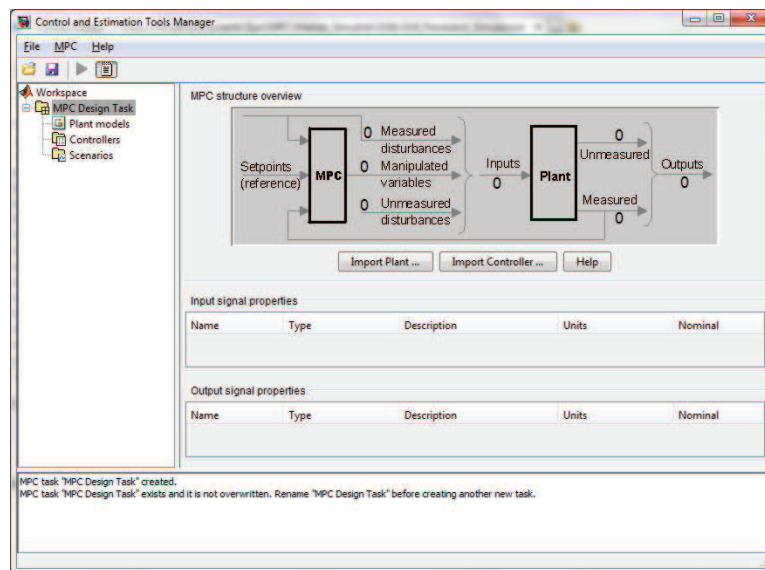 Control and Estimation Tools Manager
File MPC Help
Workspace
MPC Design Task
Plant models
Controllers
Scenarios
MPC structure overview
Setpoints
(reference)
MPC
0 Measured
disturbances
0 Manipulated
variables
0 Unmeasured
disturbances
Inputs
0
Plant
0
Unmeasured
Measured
0
Outputs
0
Import Plant ... Import Controller ... Help
Input signal properties
Name Type Description Units Nominal
Output signal properties
Name Type Description Units Nominal
MPC task "MPC Design Task" created.
MPC task "MPC Design Task" exists and it is not overwritten. Rename "MPC Design Task" before creating another new task.